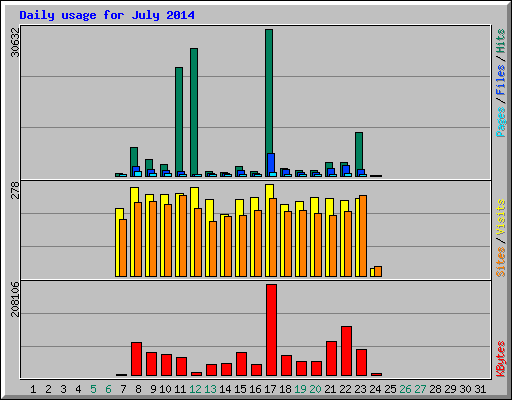 Daily usage for July 2014
30632
Pages / Files / Hits
278
Sites / Visits
208106
KBytes
1 2 3 4 5 6 7 8 9 10 11 12 13 14 15 16 17 18 19 20 21 22 23 24 25 26 27 28 29 30 31